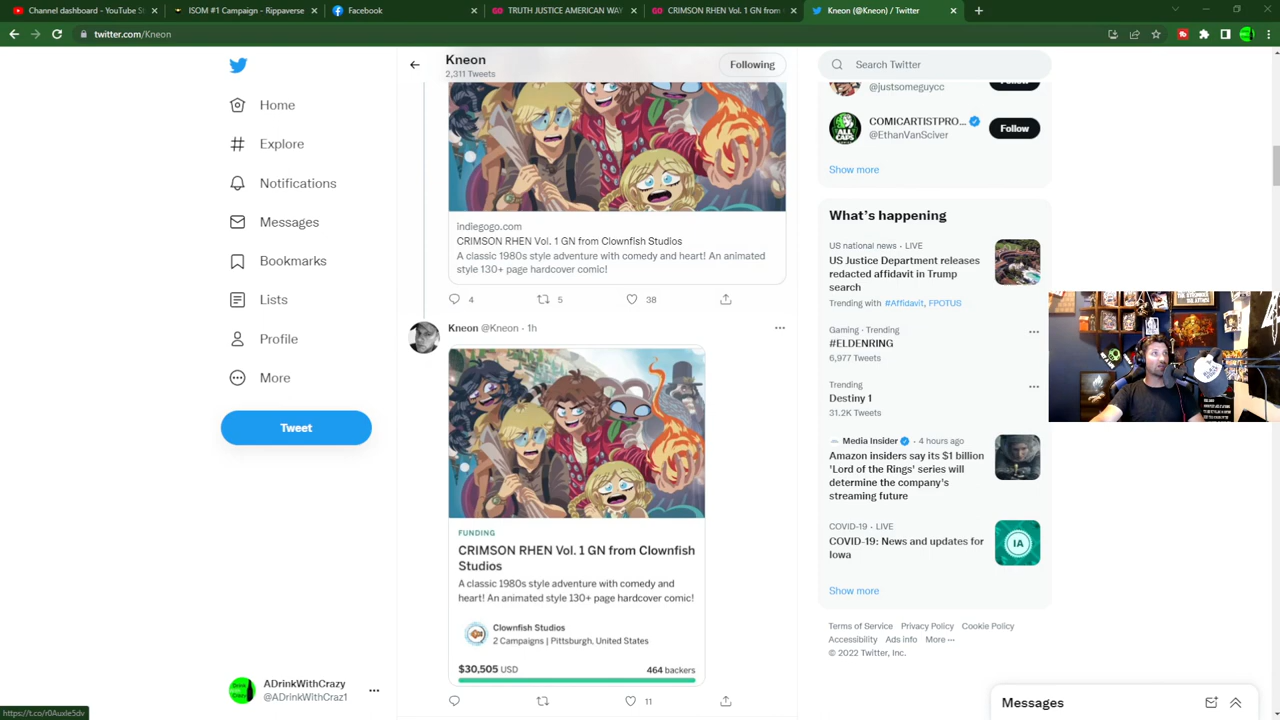 Channel dashboard - YouTube St
ISOM #1 Campaign - Rippaverse
Facebook
TRUTH JUSTICE AMERICAN WAY
CRIMSON RHEN Vol. 1 GN from
Kneon (@Kneon) / Twitter
twitter.com/Kneon
Kneon
2,311 Tweets
Following
Home
Explore
Notifications
Messages
Bookmarks
Lists
Profile
More
Tweet
ADrinkWithCrazy
@ADrinkWithCraz1
https://t.co/r0Auxle5dv
indiegogo.com
CRIMSON RHEN Vol. 1 GN from Clownfish Studios
A classic 1980s style adventure with comedy and heart! An animated
style 130+ page hardcover comic!
4 5 38
Kneon @Kneon · 1h
FUNDING
CRIMSON RHEN Vol. 1 GN from Clownfish
Studios
A classic 1980s style adventure with comedy and
heart! An animated style 130+ page hardcover comic!
Clownfish Studios
2 Campaigns | Pittsburgh, United States
$30,505 USD 464 backers
11
Search Twitter
@justsomeguycc
Follow
COMICARTISTPRO...
@EthanVanSciver
ALL CAPS
Follow
Show more
What's happening
US national news · LIVE
US Justice Department releases
redacted affidavit in Trump
search
Trending with #Affidavit, FPOTUS
Gaming · Trending
#ELDENRING
6,977 Tweets
Trending
Destiny 1
31.2K Tweets
Media Insider · 4 hours ago
Amazon insiders say its $1 billion
'Lord of the Rings' series will
determine the company's
streaming future
COVID-19 · LIVE
COVID-19: News and updates for
Iowa
IA
Show more
Terms of Service Privacy Policy Cookie Policy
Accessibility Ads info More ···
© 2022 Twitter, Inc.
Messages